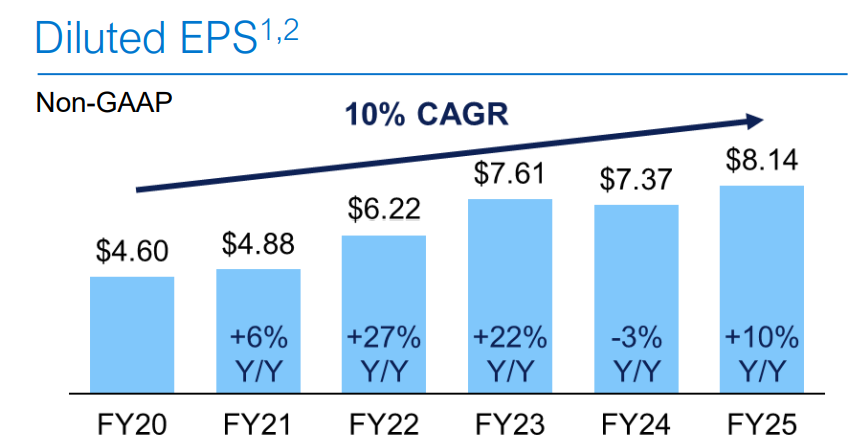 Diluted EPS1,2
Non-GAAP
10% CAGR
$4.60 $4.88 $6.22 $7.61 $7.37 $8.14
+6% +27% +22% -3% +10%
Y/Y Y/Y Y/Y Y/Y Y/Y
FY20 FY21 FY22 FY23 FY24 FY25